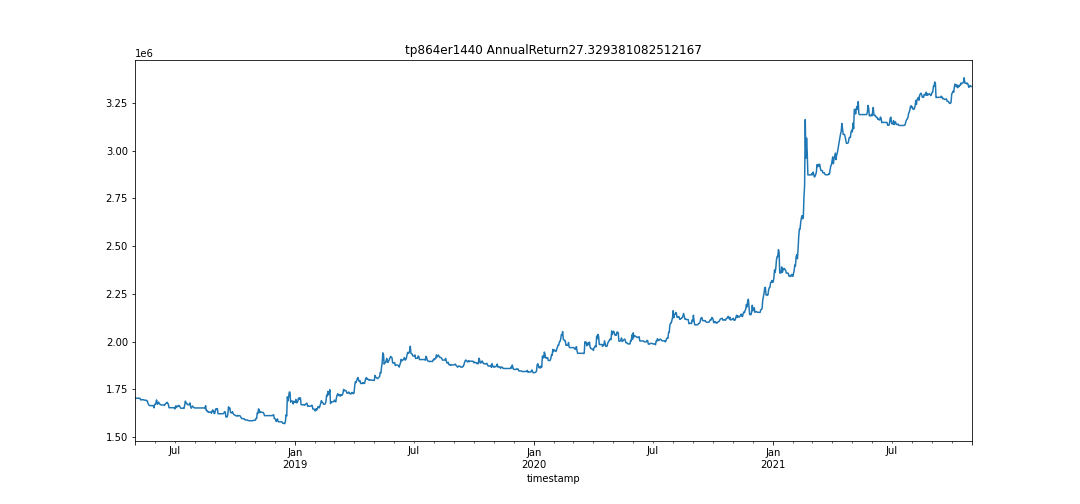 tp864er1440 AnnualReturn27.329381082512167
1e6
3.25
3.00
2.75
2.50
2.25
2.00
1.75
1.50
Jul
Jan
2019
Jul
Jan
2020
Jul
Jan
2021
Jul
timestamp